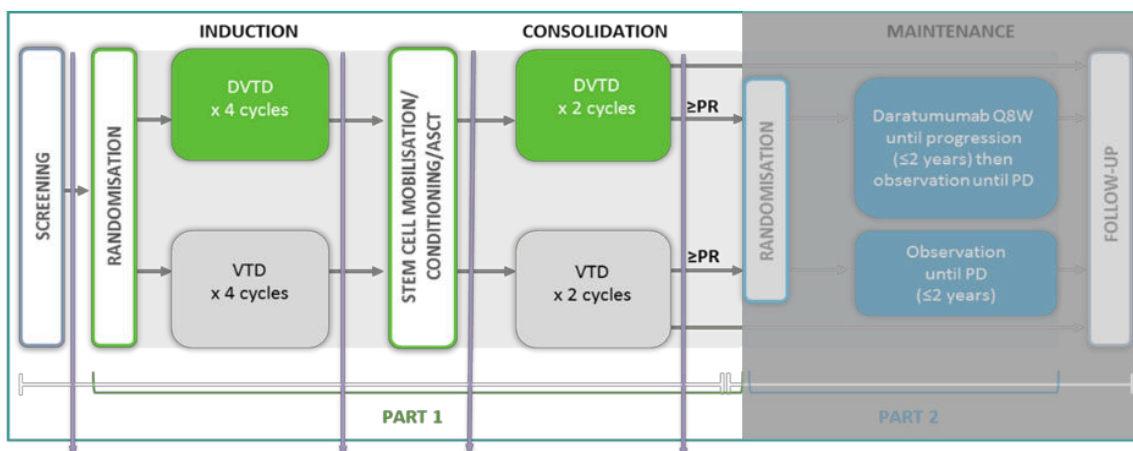 INDUCTION
CONSOLIDATION
MAINTENANCE
SCREENING
RANDOMISATION
DVTD
x 4 cycles
VTD
x 4 cycles
STEM CELL MOBILISATION/
CONDITIONING/ASCT
DVTD
x 2 cycles
VTD
x 2 cycles
≥PR
≥PR
RANDOMISATION
Daratumumab Q8W
until progression
(≤2 years) then
observation until PD
Observation
until PD
(≤2 years)
FOLLOW-UP
PART 1
PART 2